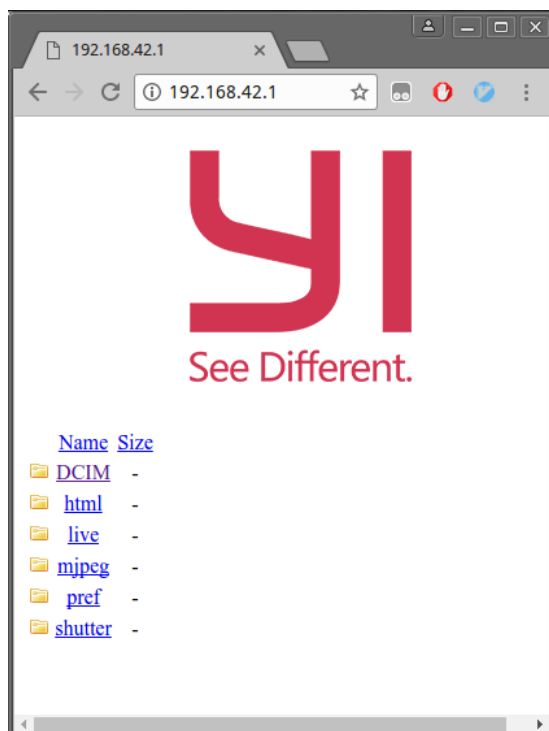 192.168.42.1
192.168.42.1
YI
See Different.
Name Size
DCIM -
html -
live -
mjpeg -
pref -
shutter -